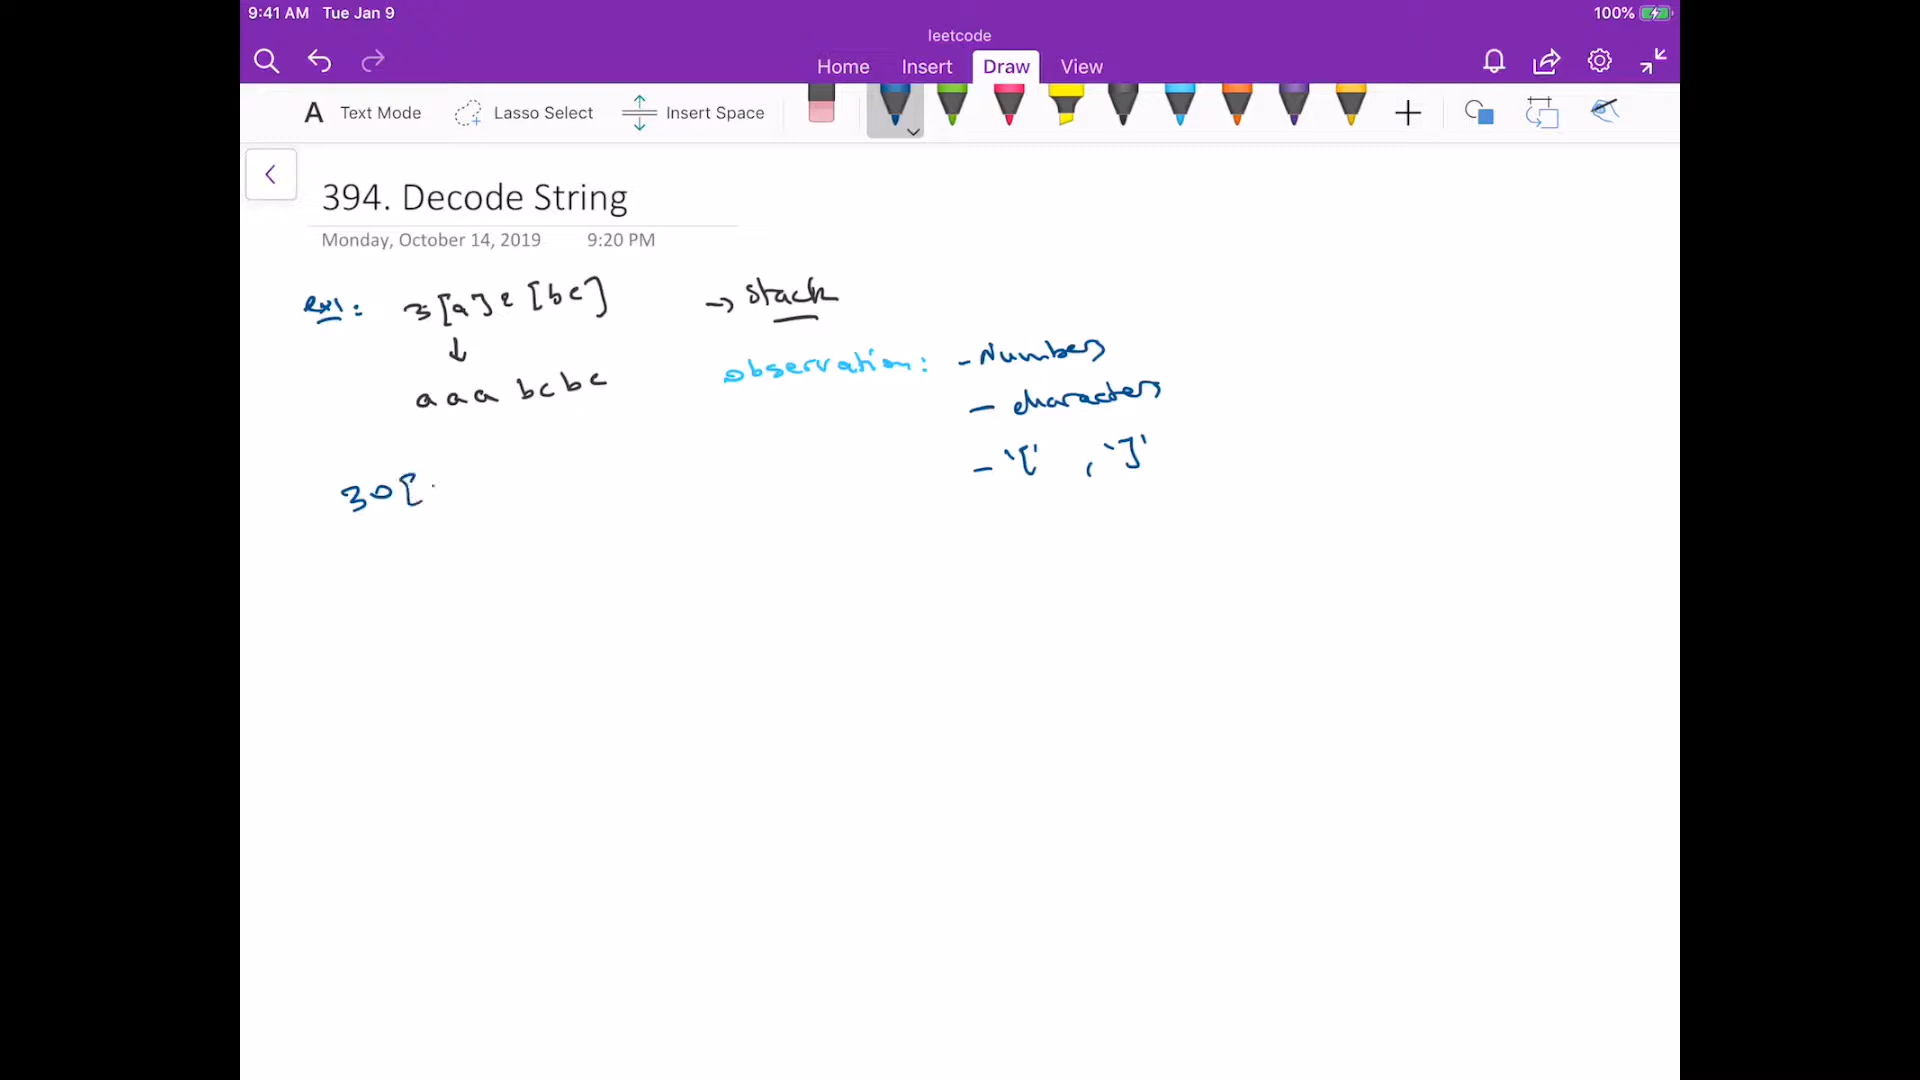 9:41 AM Tue Jan 9 100%
leetcode
Home Insert Draw View
A Text Mode Lasso Select Insert Space
394. Decode String
Monday, October 14, 2019 9:20 PM
Ex1: 3[a]2[bc] → stack
↓
aaa bcbc
observation: - Numbers
- characters
- '[' , ']'
30[